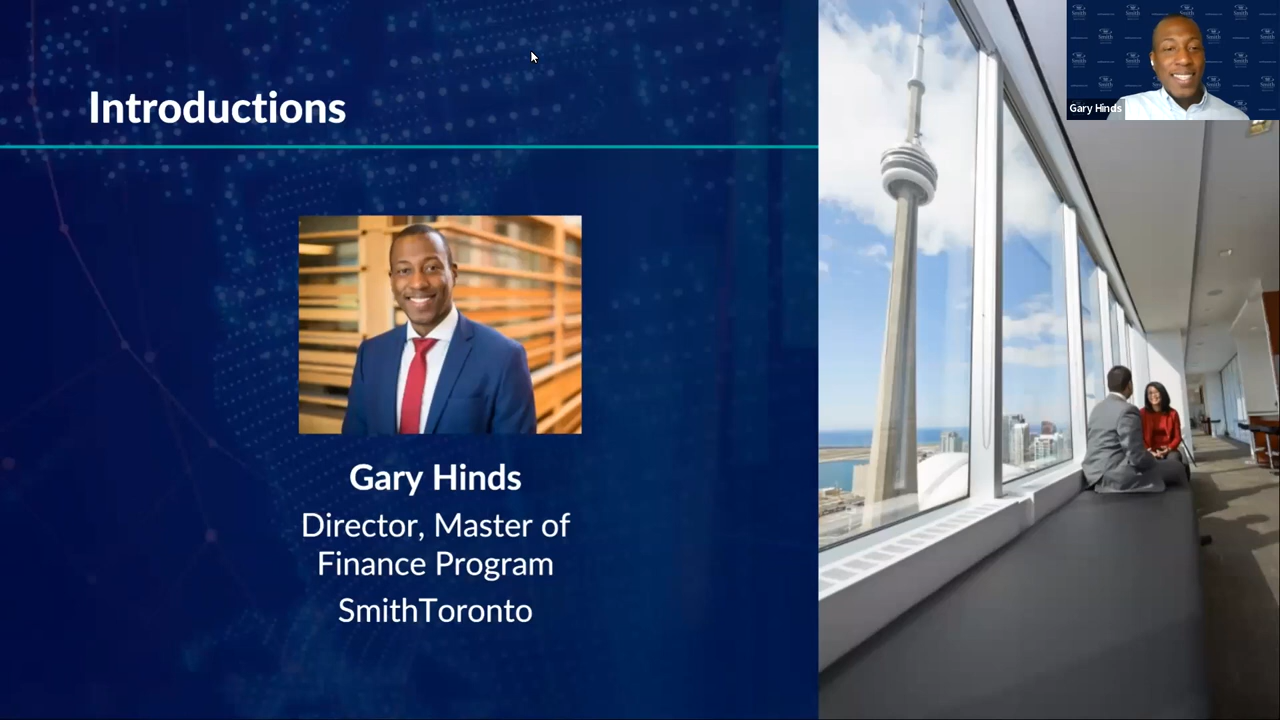 Introductions
Gary Hinds
Gary Hinds
Director, Master of
Finance Program
SmithToronto